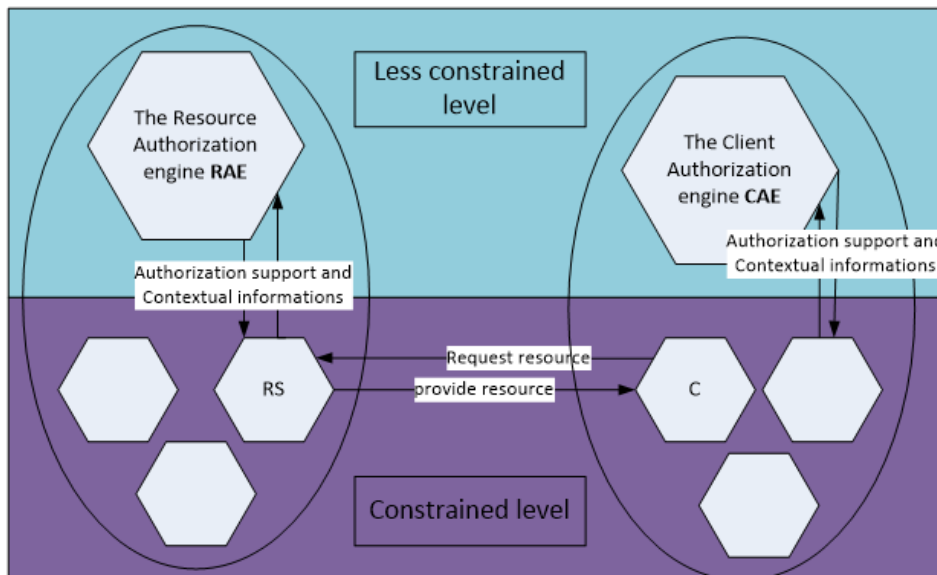 Less constrained
level
The Resource
Authorization
engine RAE
The Client
Authorization
engine CAE
Authorization support and
Contextual informations
Authorization support and
Contextual informations
Request resource
RS
C
provide resource
Constrained level